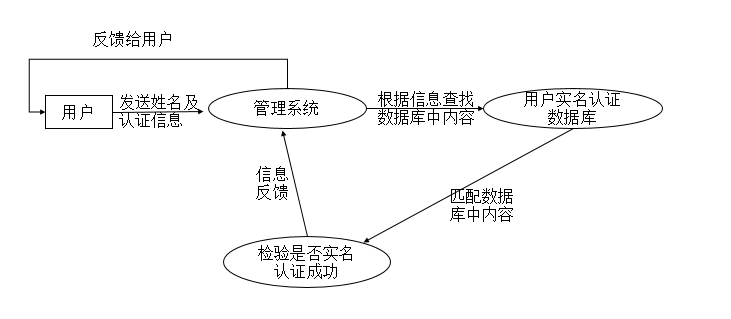 反馈给用户
用户
发送姓名及
认证信息
管理系统
根据信息查找
数据库中内容
用户实名认证
数据库
信息
反馈
匹配数据
库中内容
检验是否实名
认证成功